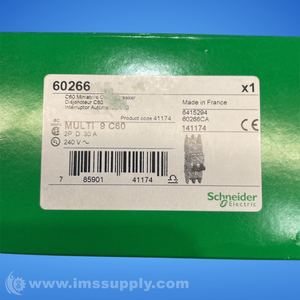 60266
x1
C60 Miniature Circuit Breaker
Disjoncteur C60
Interruptor Automático
Made in France
Product code 41174
6415294
60266CA
141174
MULTI 9 C60
2P D 30 A
240 V
7 85901 41174
Schneider
Electric
www.imssupply.com